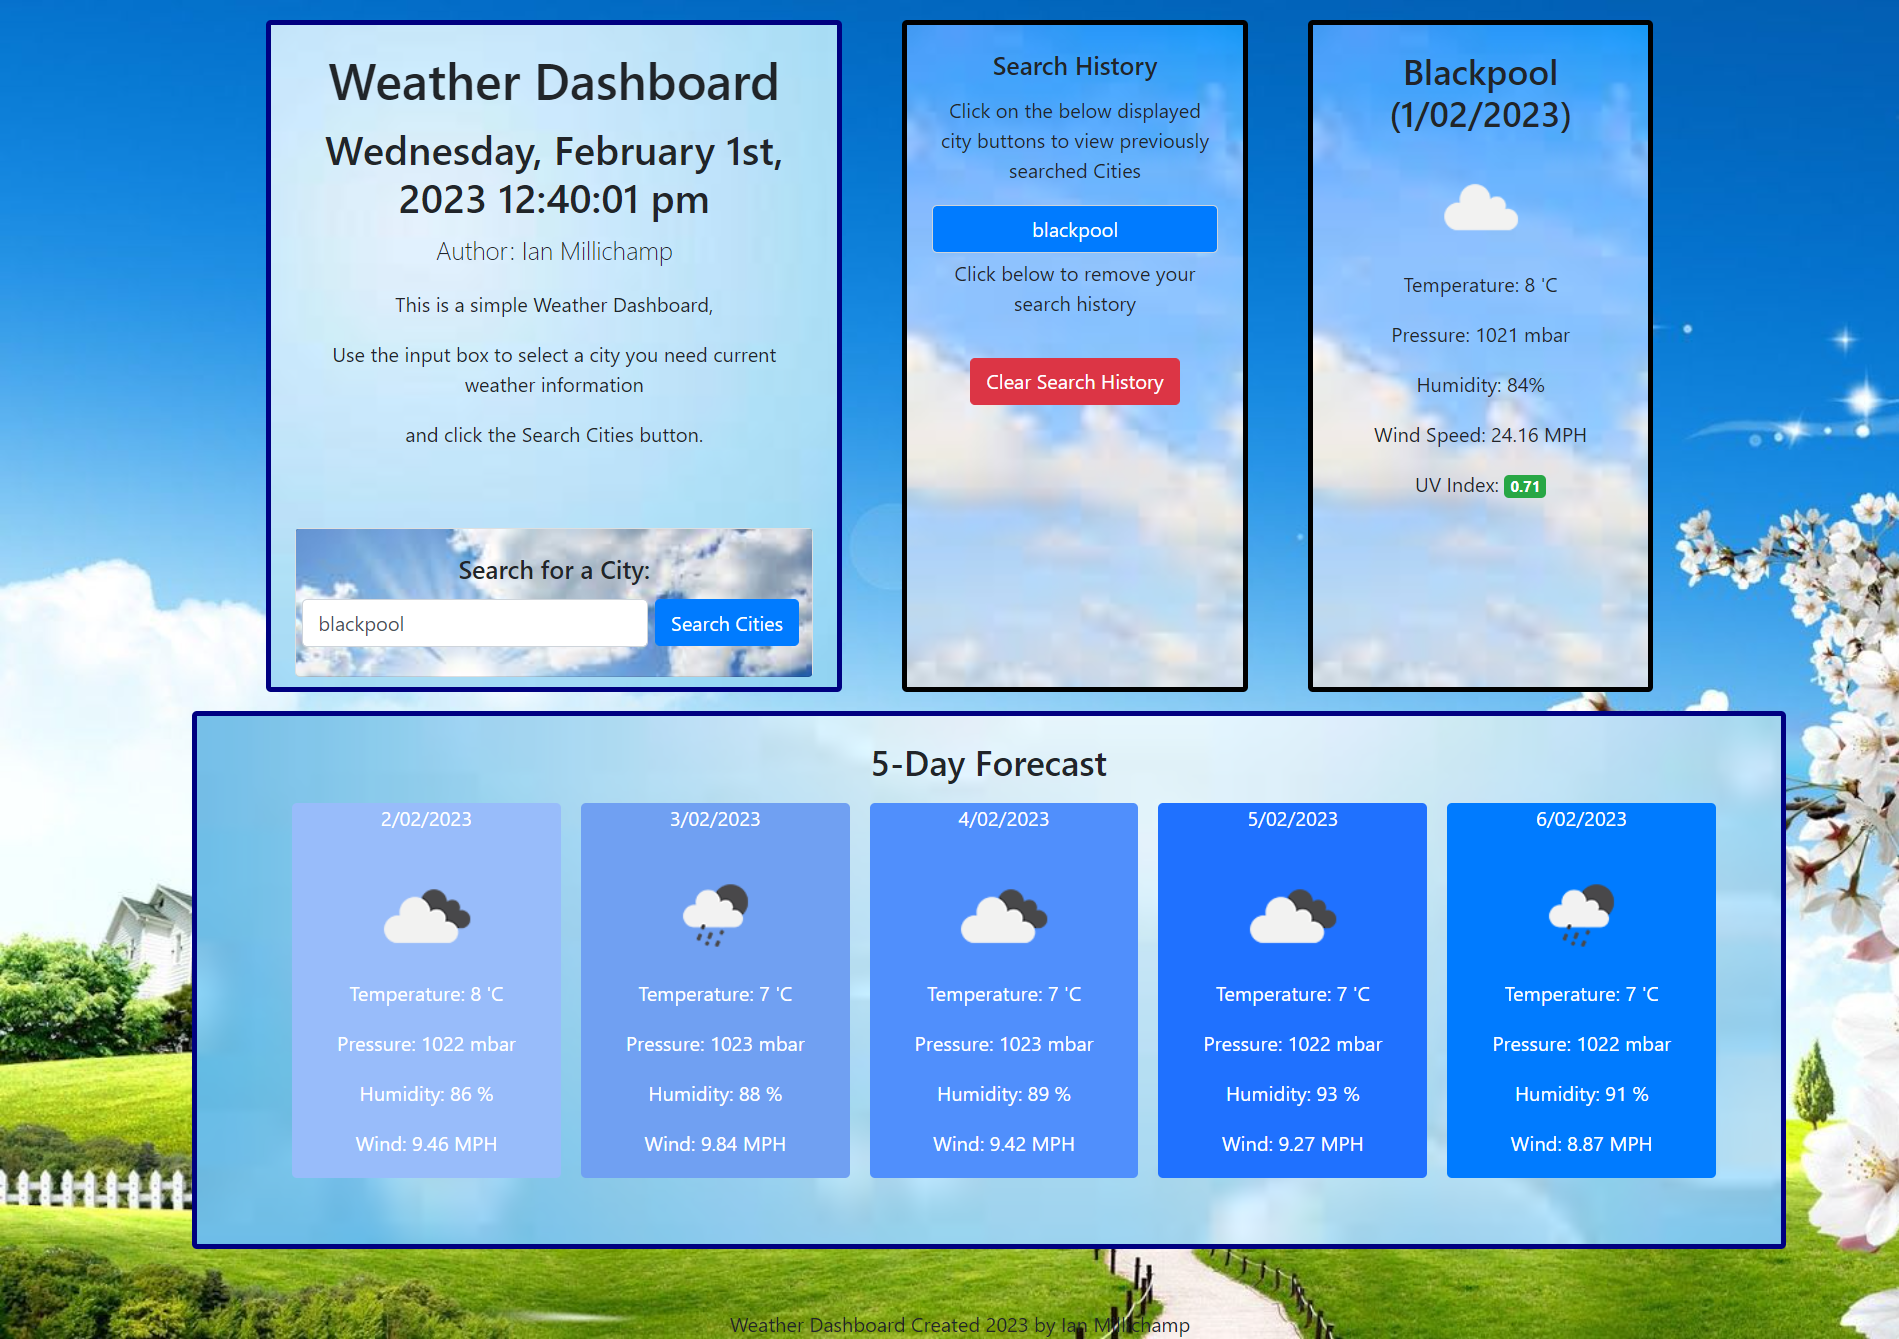 Weather Dashboard
Wednesday, February 1st,
2023 12:40:01 pm
Author: Ian Millichamp
This is a simple Weather Dashboard,
Use the input box to select a city you need current
weather information
and click the Search Cities button.
Search for a City:
blackpool
Search Cities
Search History
Click on the below displayed
city buttons to view previously
searched Cities
blackpool
Click below to remove your
search history
Clear Search History
Blackpool
(1/02/2023)
Temperature: 8 'C
Pressure: 1021 mbar
Humidity: 84%
Wind Speed: 24.16 MPH
UV Index: 0.71
5-Day Forecast
2/02/2023
Temperature: 8 'C
Pressure: 1022 mbar
Humidity: 86 %
Wind: 9.46 MPH
3/02/2023
Temperature: 7 'C
Pressure: 1023 mbar
Humidity: 88 %
Wind: 9.84 MPH
4/02/2023
Temperature: 7 'C
Pressure: 1023 mbar
Humidity: 89 %
Wind: 9.42 MPH
5/02/2023
Temperature: 7 'C
Pressure: 1022 mbar
Humidity: 93 %
Wind: 9.27 MPH
6/02/2023
Temperature: 7 'C
Pressure: 1022 mbar
Humidity: 91 %
Wind: 8.87 MPH
Weather Dashboard Created 2023 by Ian Millichamp